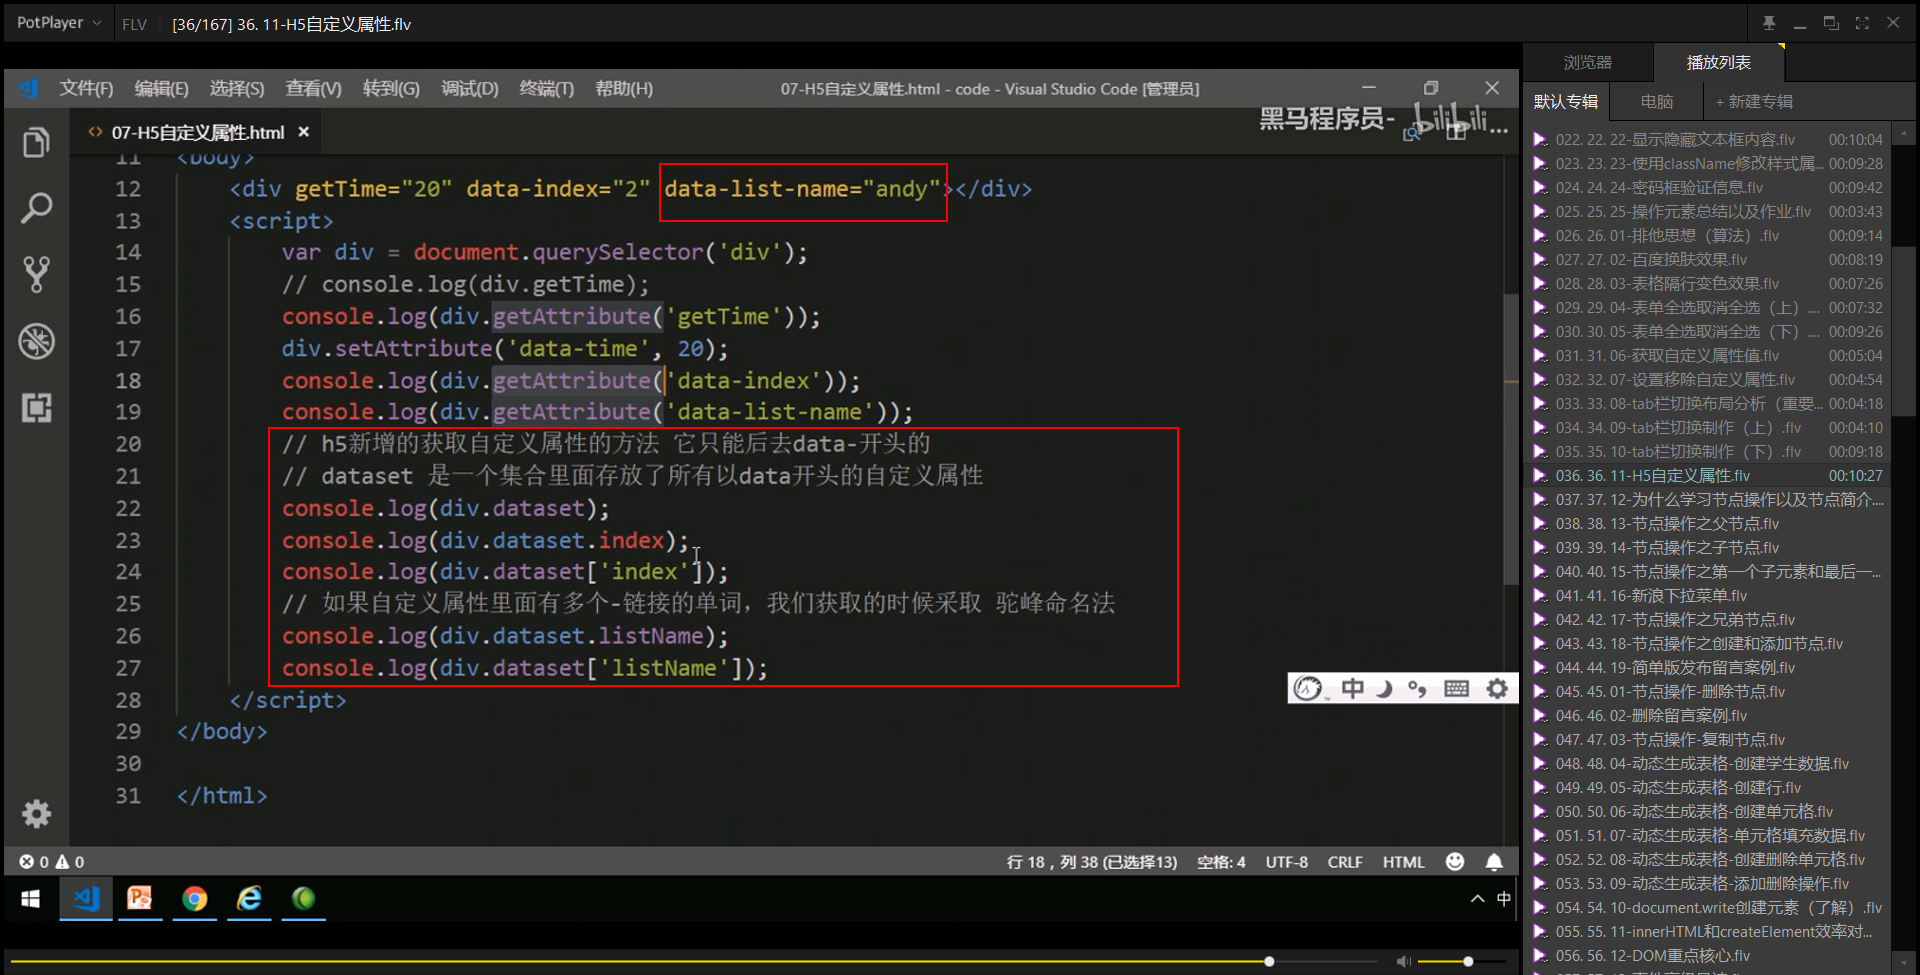 PotPlayer
FLV
[36/167] 36. 11-H5自定义属性.flv
浏览器
播放列表
默认专辑
电脑
+ 新建专辑
文件(F) 编辑(E) 选择(S) 查看(V) 转到(G) 调试(D) 终端(T) 帮助(H)
07-H5自定义属性.html - code - Visual Studio Code [管理员]
07-H5自定义属性.html ×
黑马程序员- bilibili
11 <body>
12 <div getTime="20" data-index="2" data-list-name="andy"></div>
13 <script>
14 var div = document.querySelector('div');
15 // console.log(div.getTime);
16 console.log(div.getAttribute('getTime'));
17 div.setAttribute('data-time', 20);
18 console.log(div.getAttribute('data-index'));
19 console.log(div.getAttribute('data-list-name'));
20 // h5新增的获取自定义属性的方法 它只能后去data-开头的
21 // dataset 是一个集合里面存放了所有以data开头的自定义属性
22 console.log(div.dataset);
23 console.log(div.dataset.index);
24 console.log(div.dataset['index']);
25 // 如果自定义属性里面有多个-链接的单词，我们获取的时候采取 驼峰命名法
26 console.log(div.dataset.listName);
27 console.log(div.dataset['listName']);
28 </script>
29 </body>
30
31 </html>
中
0 0
行 18，列 38 (已选择13) 空格: 4 UTF-8 CRLF HTML
中
022. 22. 22-显示隐藏文本框内容.flv 00:10:04
023. 23. 23-使用className修改样式属... 00:09:28
024. 24. 24-密码框验证信息.flv 00:09:42
025. 25. 25-操作元素总结以及作业.flv 00:03:43
026. 26. 01-排他思想（算法）.flv 00:09:14
027. 27. 02-百度换肤效果.flv 00:08:19
028. 28. 03-表格隔行变色效果.flv 00:07:26
029. 29. 04-表单全选取消全选（上）.... 00:07:32
030. 30. 05-表单全选取消全选（下）.... 00:09:26
031. 31. 06-获取自定义属性值.flv 00:05:04
032. 32. 07-设置移除自定义属性.flv 00:04:54
033. 33. 08-tab栏切换布局分析（重要... 00:04:18
034. 34. 09-tab栏切换制作（上）.flv 00:04:10
035. 35. 10-tab栏切换制作（下）.flv 00:09:18
036. 36. 11-H5自定义属性.flv 00:10:27
037. 37. 12-为什么学习节点操作以及节点简介....
038. 38. 13-节点操作之父节点.flv
039. 39. 14-节点操作之子节点.flv
040. 40. 15-节点操作之第一个子元素和最后一...
041. 41. 16-新浪下拉菜单.flv
042. 42. 17-节点操作之兄弟节点.flv
043. 43. 18-节点操作之创建和添加节点.flv
044. 44. 19-简单版发布留言案例.flv
045. 45. 01-节点操作-删除节点.flv
046. 46. 02-删除留言案例.flv
047. 47. 03-节点操作-复制节点.flv
048. 48. 04-动态生成表格-创建学生数据.flv
049. 49. 05-动态生成表格-创建行.flv
050. 50. 06-动态生成表格-创建单元格.flv
051. 51. 07-动态生成表格-单元格填充数据.flv
052. 52. 08-动态生成表格-创建删除单元格.flv
053. 53. 09-动态生成表格-添加删除操作.flv
054. 54. 10-document.write创建元素（了解）.flv
055. 55. 11-innerHTML和createElement效率对...
056. 56. 12-DOM重点核心.flv